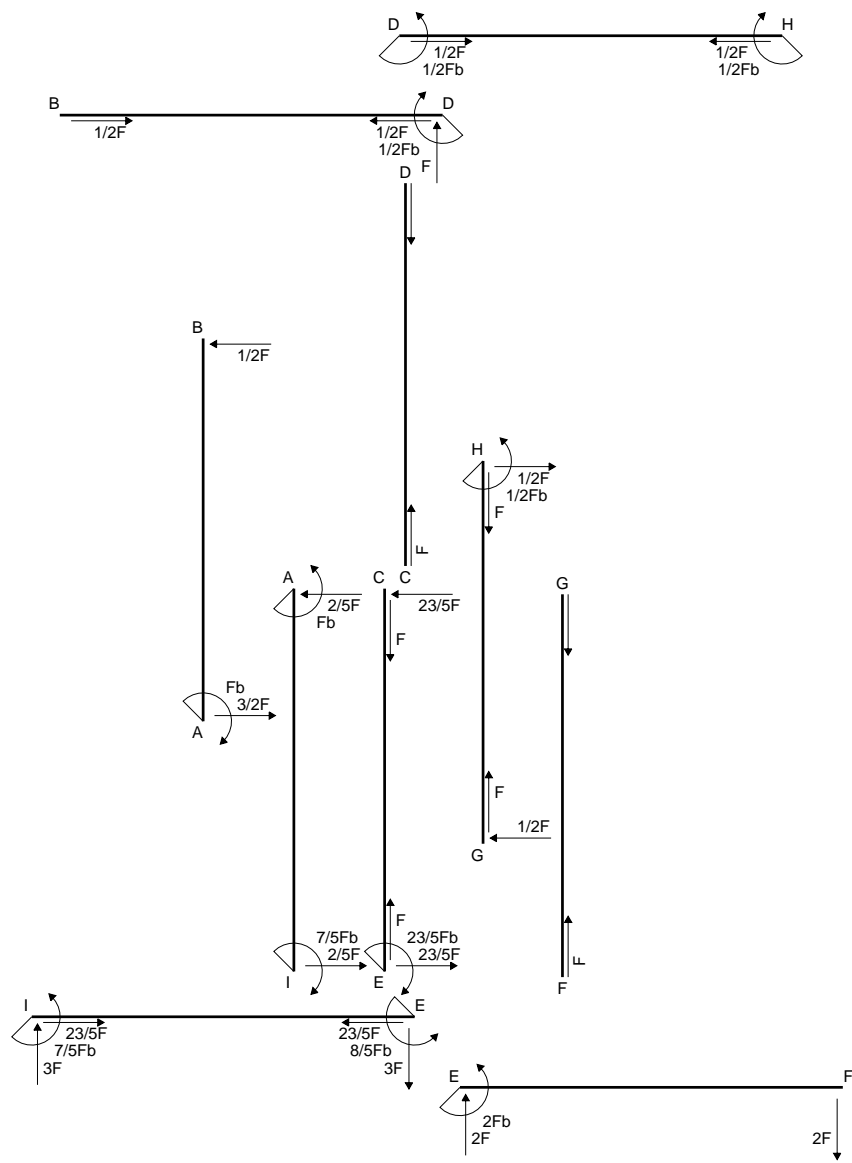 D H
1/2F 1/2F
1/2Fb 1/2Fb
B D
1/2F 1/2F
1/2Fb
F
D
B
1/2F
H
1/2F
1/2Fb
F
F
C C
A
G
2/5F 23/5F
Fb
F
Fb
3/2F
A
F
1/2F
G
F
7/5Fb 23/5Fb
2/5F 23/5F
F
I E
F
I E
23/5F 23/5F
7/5Fb 8/5Fb
3F 3F
E F
2Fb
2F 2F